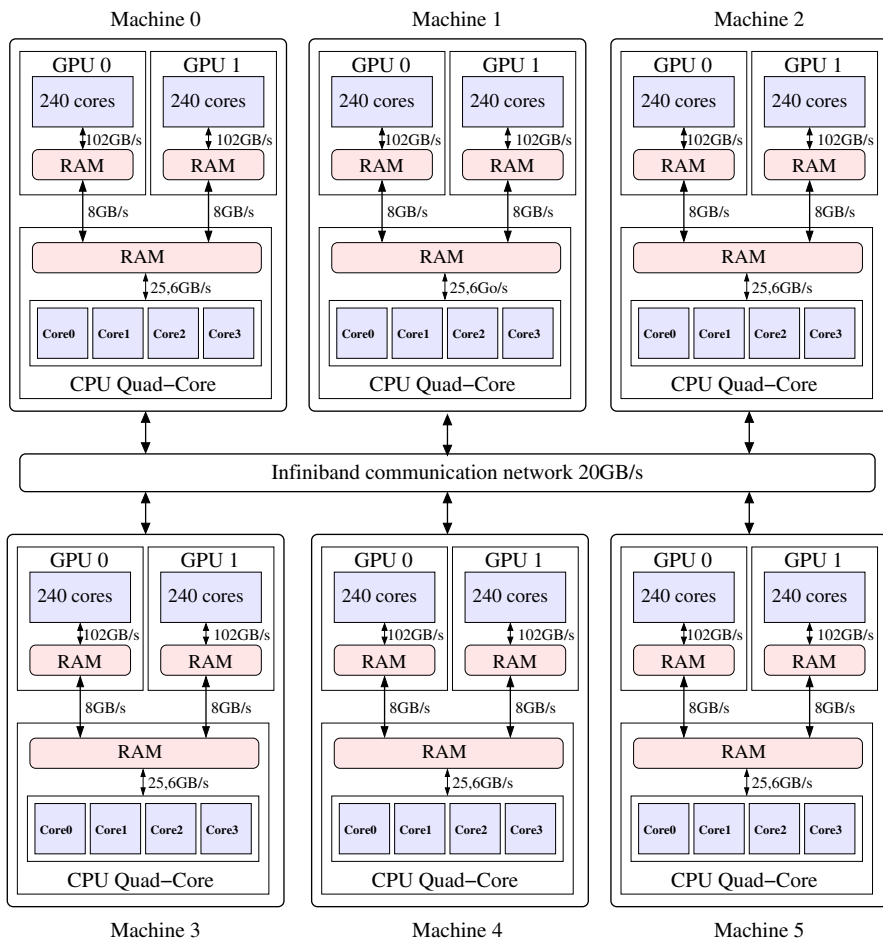 Machine 0
Machine 1
Machine 2
GPU 0
GPU 1
GPU 0
GPU 1
GPU 0
GPU 1
240 cores
240 cores
240 cores
240 cores
240 cores
240 cores
102GB/s
102GB/s
102GB/s
102GB/s
102GB/s
102GB/s
RAM
RAM
RAM
RAM
RAM
RAM
8GB/s
8GB/s
8GB/s
8GB/s
8GB/s
8GB/s
RAM
RAM
RAM
25,6GB/s
25,6Go/s
25,6GB/s
Core0 Core1 Core2 Core3
Core0 Core1 Core2 Core3
Core0 Core1 Core2 Core3
CPU Quad−Core
CPU Quad−Core
CPU Quad−Core
Infiniband communication network 20GB/s
GPU 0
GPU 1
GPU 0
GPU 1
GPU 0
GPU 1
240 cores
240 cores
240 cores
240 cores
240 cores
240 cores
102GB/s
102GB/s
102GB/s
102GB/s
102GB/s
102GB/s
RAM
RAM
RAM
RAM
RAM
RAM
8GB/s
8GB/s
8GB/s
8GB/s
8GB/s
8GB/s
RAM
RAM
RAM
25,6GB/s
25,6GB/s
25,6GB/s
Core0 Core1 Core2 Core3
Core0 Core1 Core2 Core3
Core0 Core1 Core2 Core3
CPU Quad−Core
CPU Quad−Core
CPU Quad−Core
Machine 3
Machine 4
Machine 5